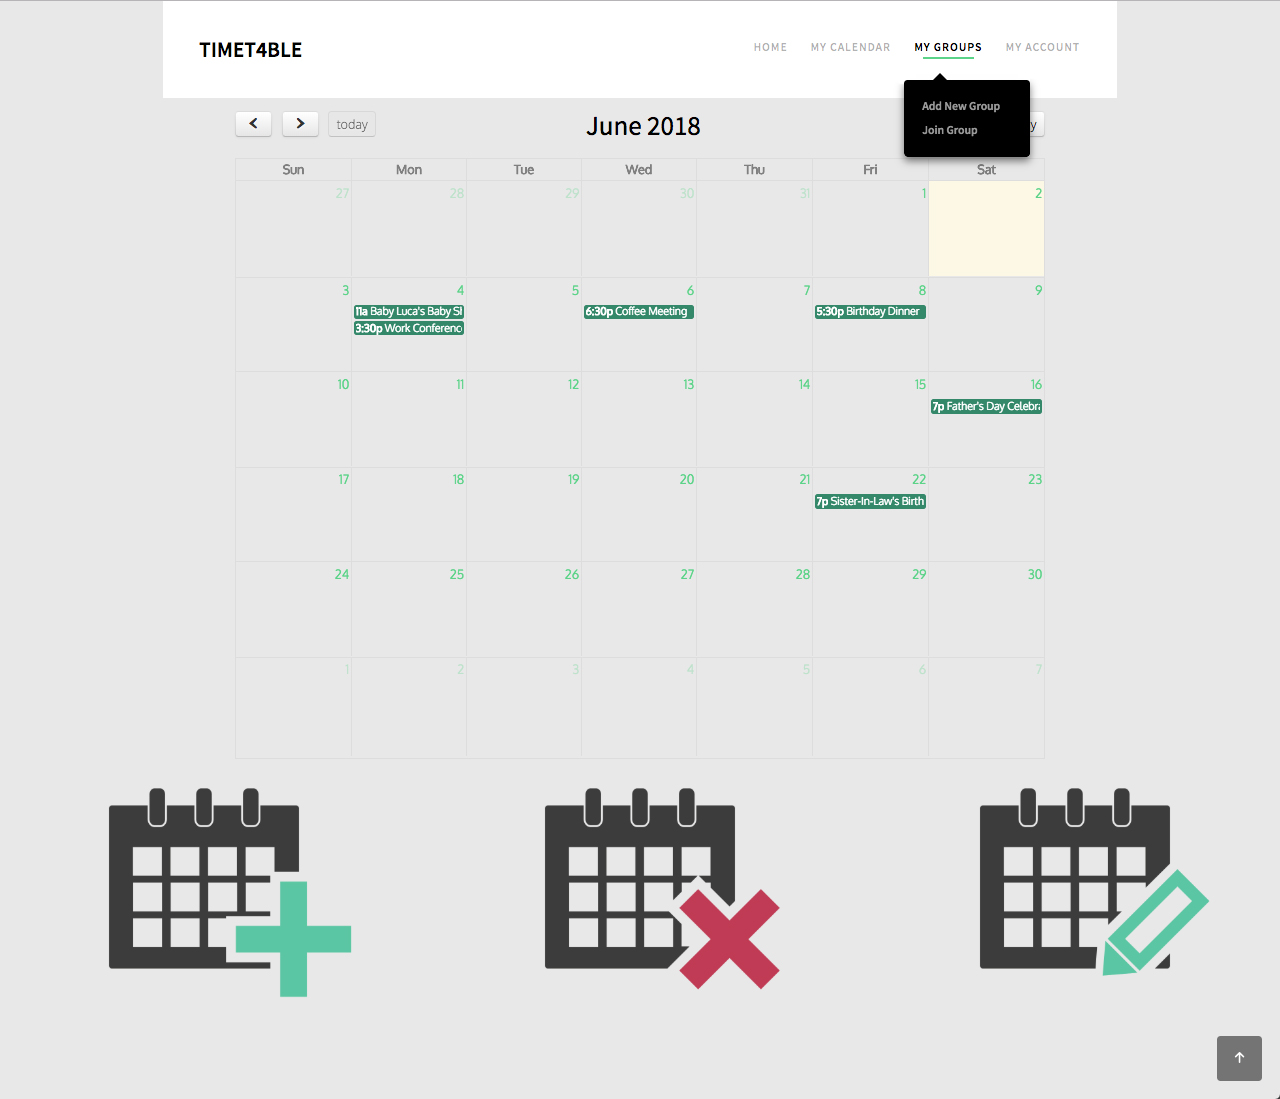 TIMET4BLE
HOME MY CALENDAR MY GROUPS MY ACCOUNT
Add New Group
Join Group
today
June 2018
Sun Mon Tue Wed Thu Fri Sat
27 28 29 30 31 1 2
3 4 5 6 7 8 9
11a Baby Luca's Baby 6:30p Coffee Meeting 5:30p Birthday Dinner
3:30p Work Conferenc
10 11 12 13 14 15 16
7p Father's Day Celebr
17 18 19 20 21 22 23
7p Sister-In-Law's Birth
24 25 26 27 28 29 30
1 2 3 4 5 6 7